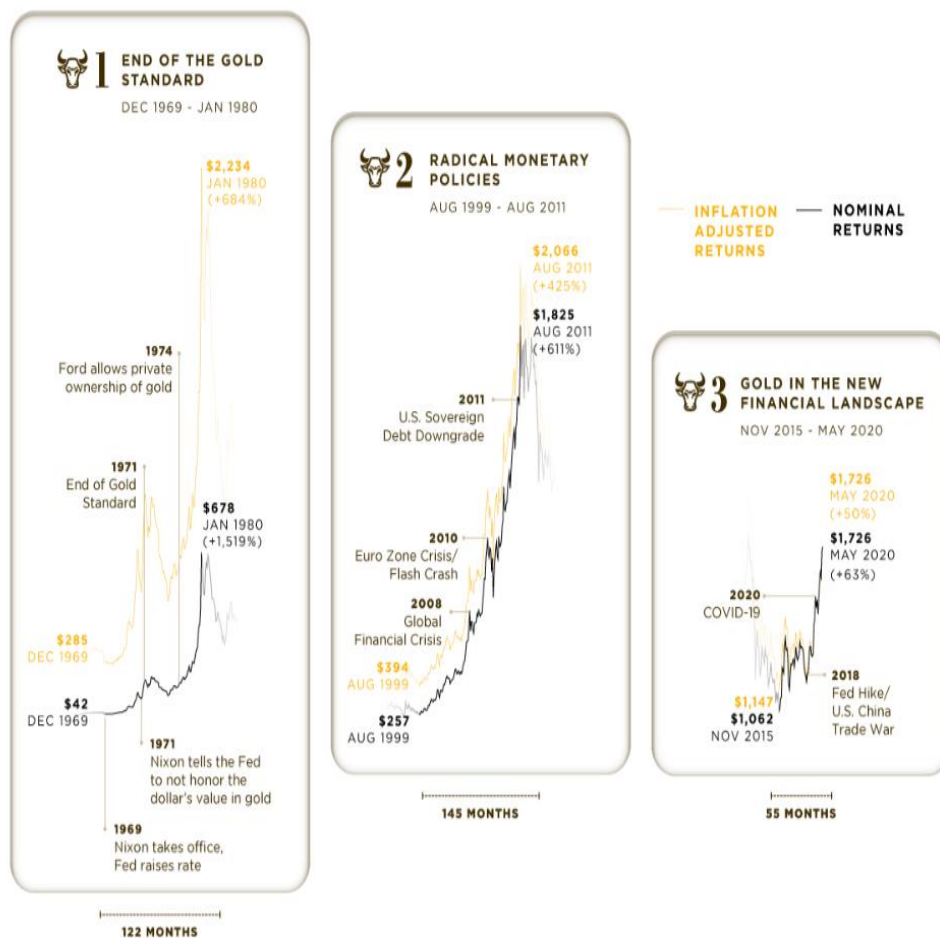 1 END OF THE GOLD
STANDARD
DEC 1969 - JAN 1980
$2,234
JAN 1980
(+684%)
1974
Ford allows private
ownership of gold
1971
End of Gold
Standard
$678
JAN 1980
(+1,519%)
$285
DEC 1969
$42
DEC 1969
1971
Nixon tells the Fed
to not honor the
dollar's value in gold
1969
Nixon takes office,
Fed raises rate
122 MONTHS
2 RADICAL MONETARY
POLICIES
AUG 1999 - AUG 2011
$2,066
AUG 2011
(+425%)
$1,825
AUG 2011
(+611%)
2011
U.S. Sovereign
Debt Downgrade
2010
Euro Zone Crisis/
Flash Crash
2008
Global
Financial Crisis
$394
AUG 1999
$257
AUG 1999
145 MONTHS
INFLATION
ADJUSTED
RETURNS
NOMINAL
RETURNS
3 GOLD IN THE NEW
FINANCIAL LANDSCAPE
NOV 2015 - MAY 2020
$1,726
MAY 2020
(+50%)
$1,726
MAY 2020
(+63%)
2020
COVID-19
2018
Fed Hike/
U.S. China
Trade War
$1,147
$1,062
NOV 2015
55 MONTHS